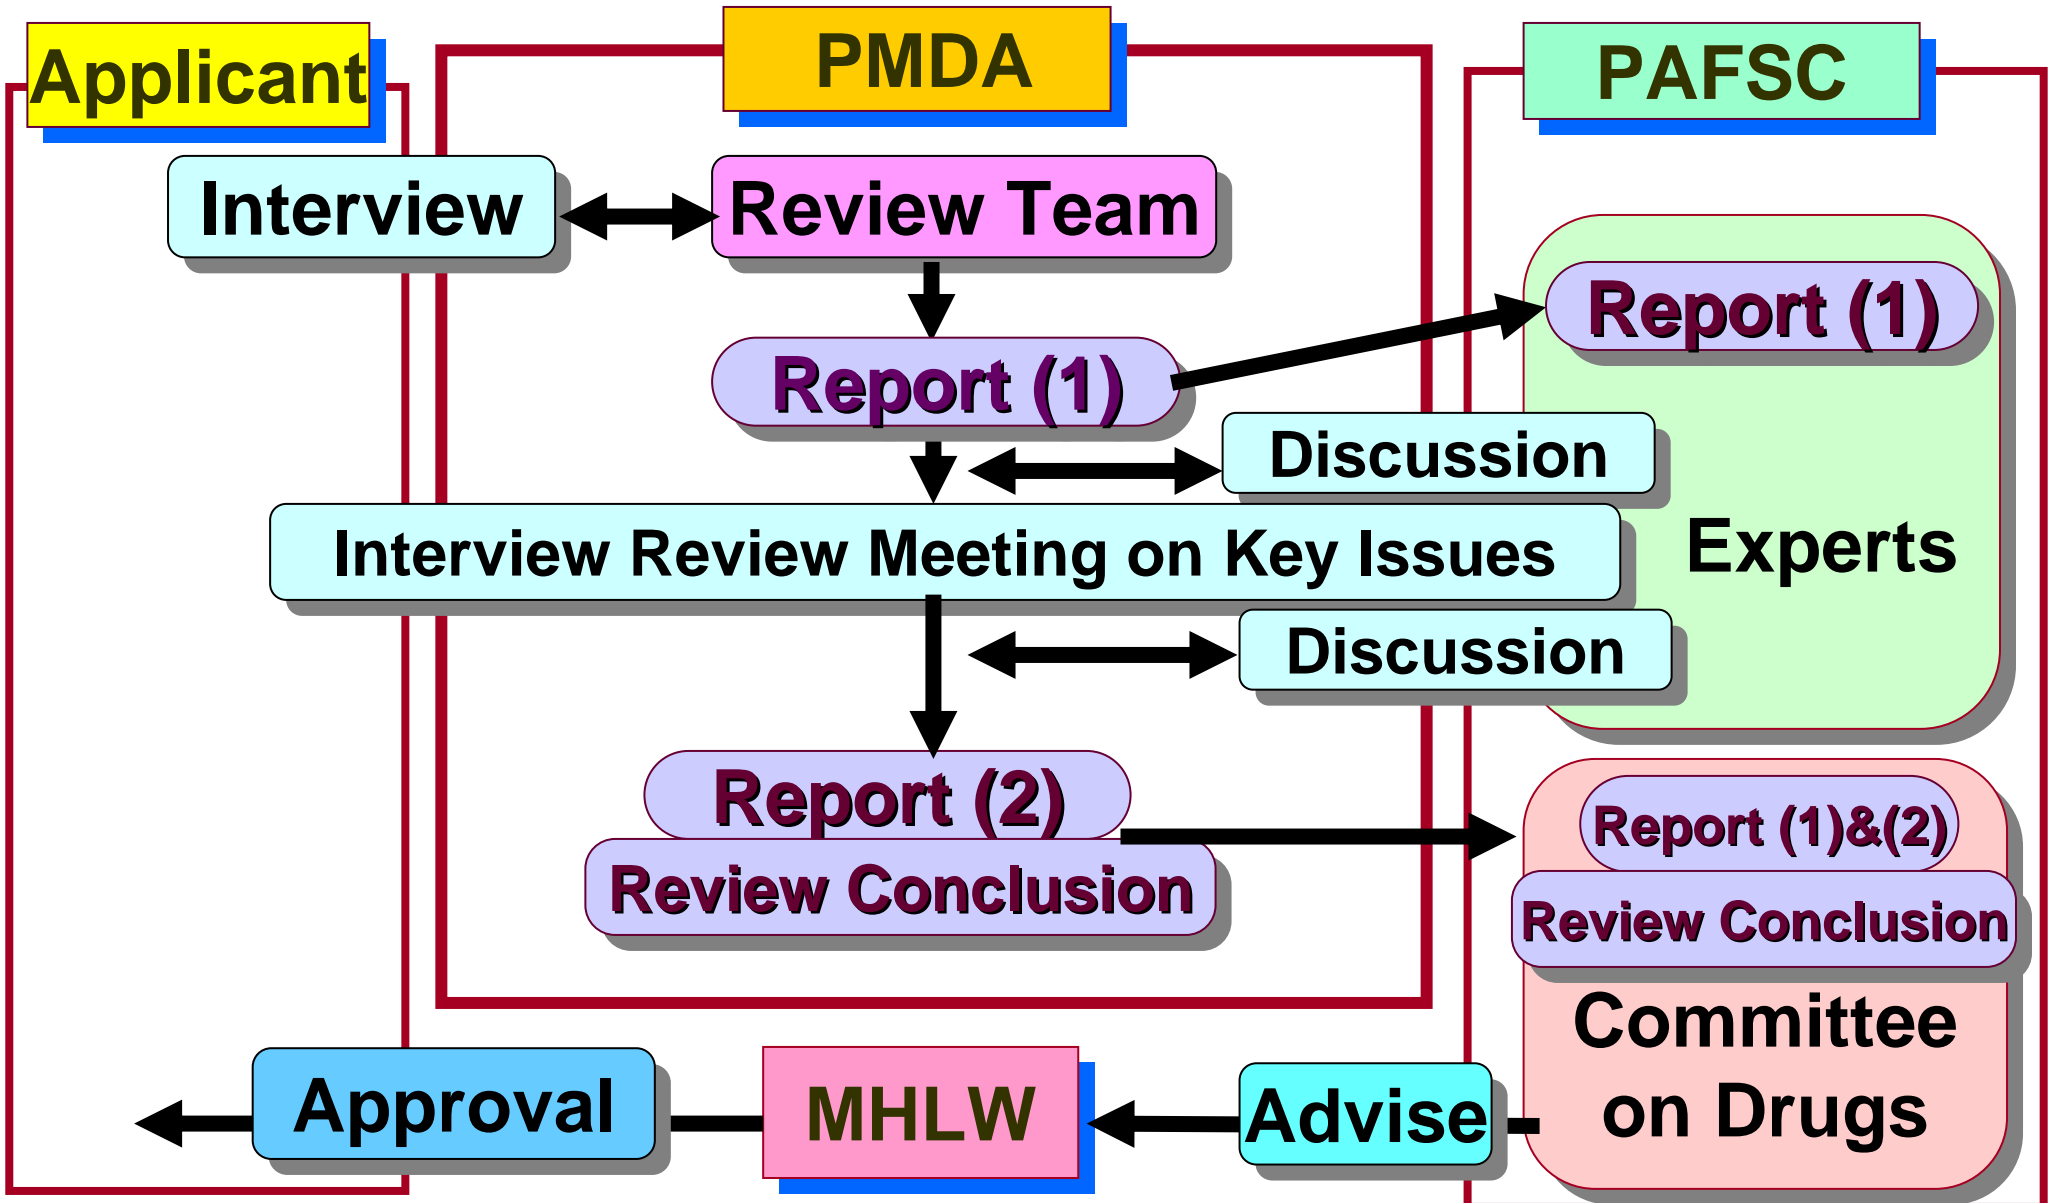 Applicant
PMDA
PAFSC
Interview
Review Team
Report (1)
Report (1)
Discussion
Interview Review Meeting on Key Issues
Experts
Discussion
Report (2)
Review Conclusion
Report (1)&(2)
Review Conclusion
Committee
on Drugs
Approval
MHLW
Advise